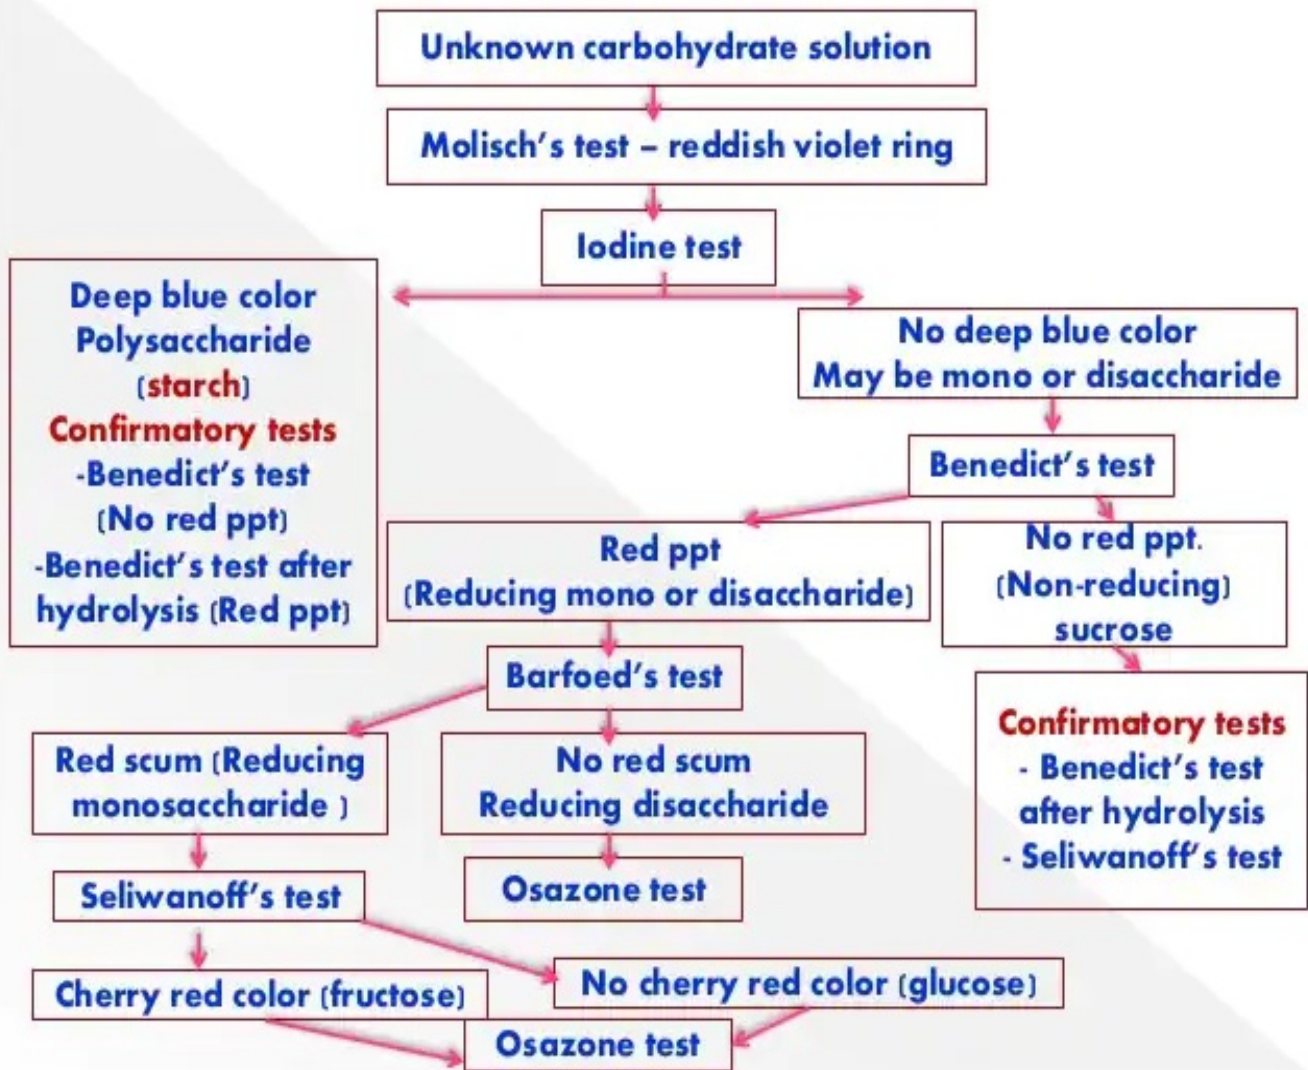 Unknown carbohydrate solution
Molisch's test – reddish violet ring
Iodine test
Deep blue color
Polysaccharide
(starch)
Confirmatory tests
-Benedict's test
(No red ppt)
-Benedict's test after
hydrolysis (Red ppt)
No deep blue color
May be mono or disaccharide
Benedict's test
Red ppt
(Reducing mono or disaccharide)
No red ppt.
(Non-reducing)
sucrose
Barfoed's test
Confirmatory tests
- Benedict's test
after hydrolysis
- Seliwanoff's test
Red scum (Reducing
monosaccharide )
No red scum
Reducing disaccharide
Seliwanoff's test
Osazone test
Cherry red color (fructose)
No cherry red color (glucose)
Osazone test